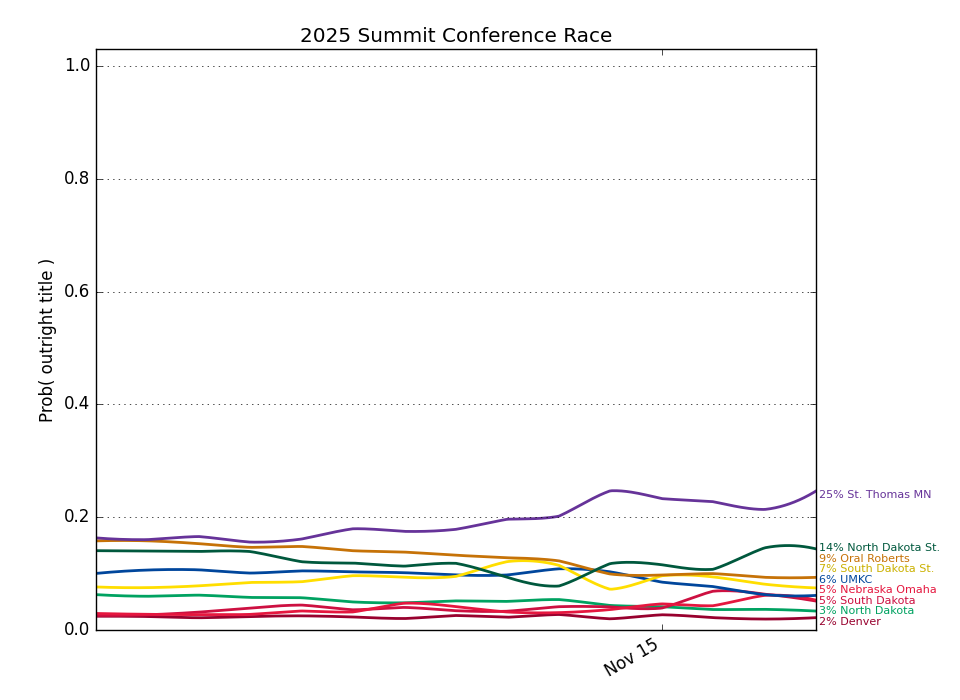 2025 Summit Conference Race
1.0
0.8
0.6
0.4
0.2
0.0
Prob( outright title )
Nov 15
25% St. Thomas MN
14% North Dakota St.
9% Oral Roberts
7% South Dakota St.
6% UMKC
5% Nebraska Omaha
5% South Dakota
3% North Dakota
2% Denver